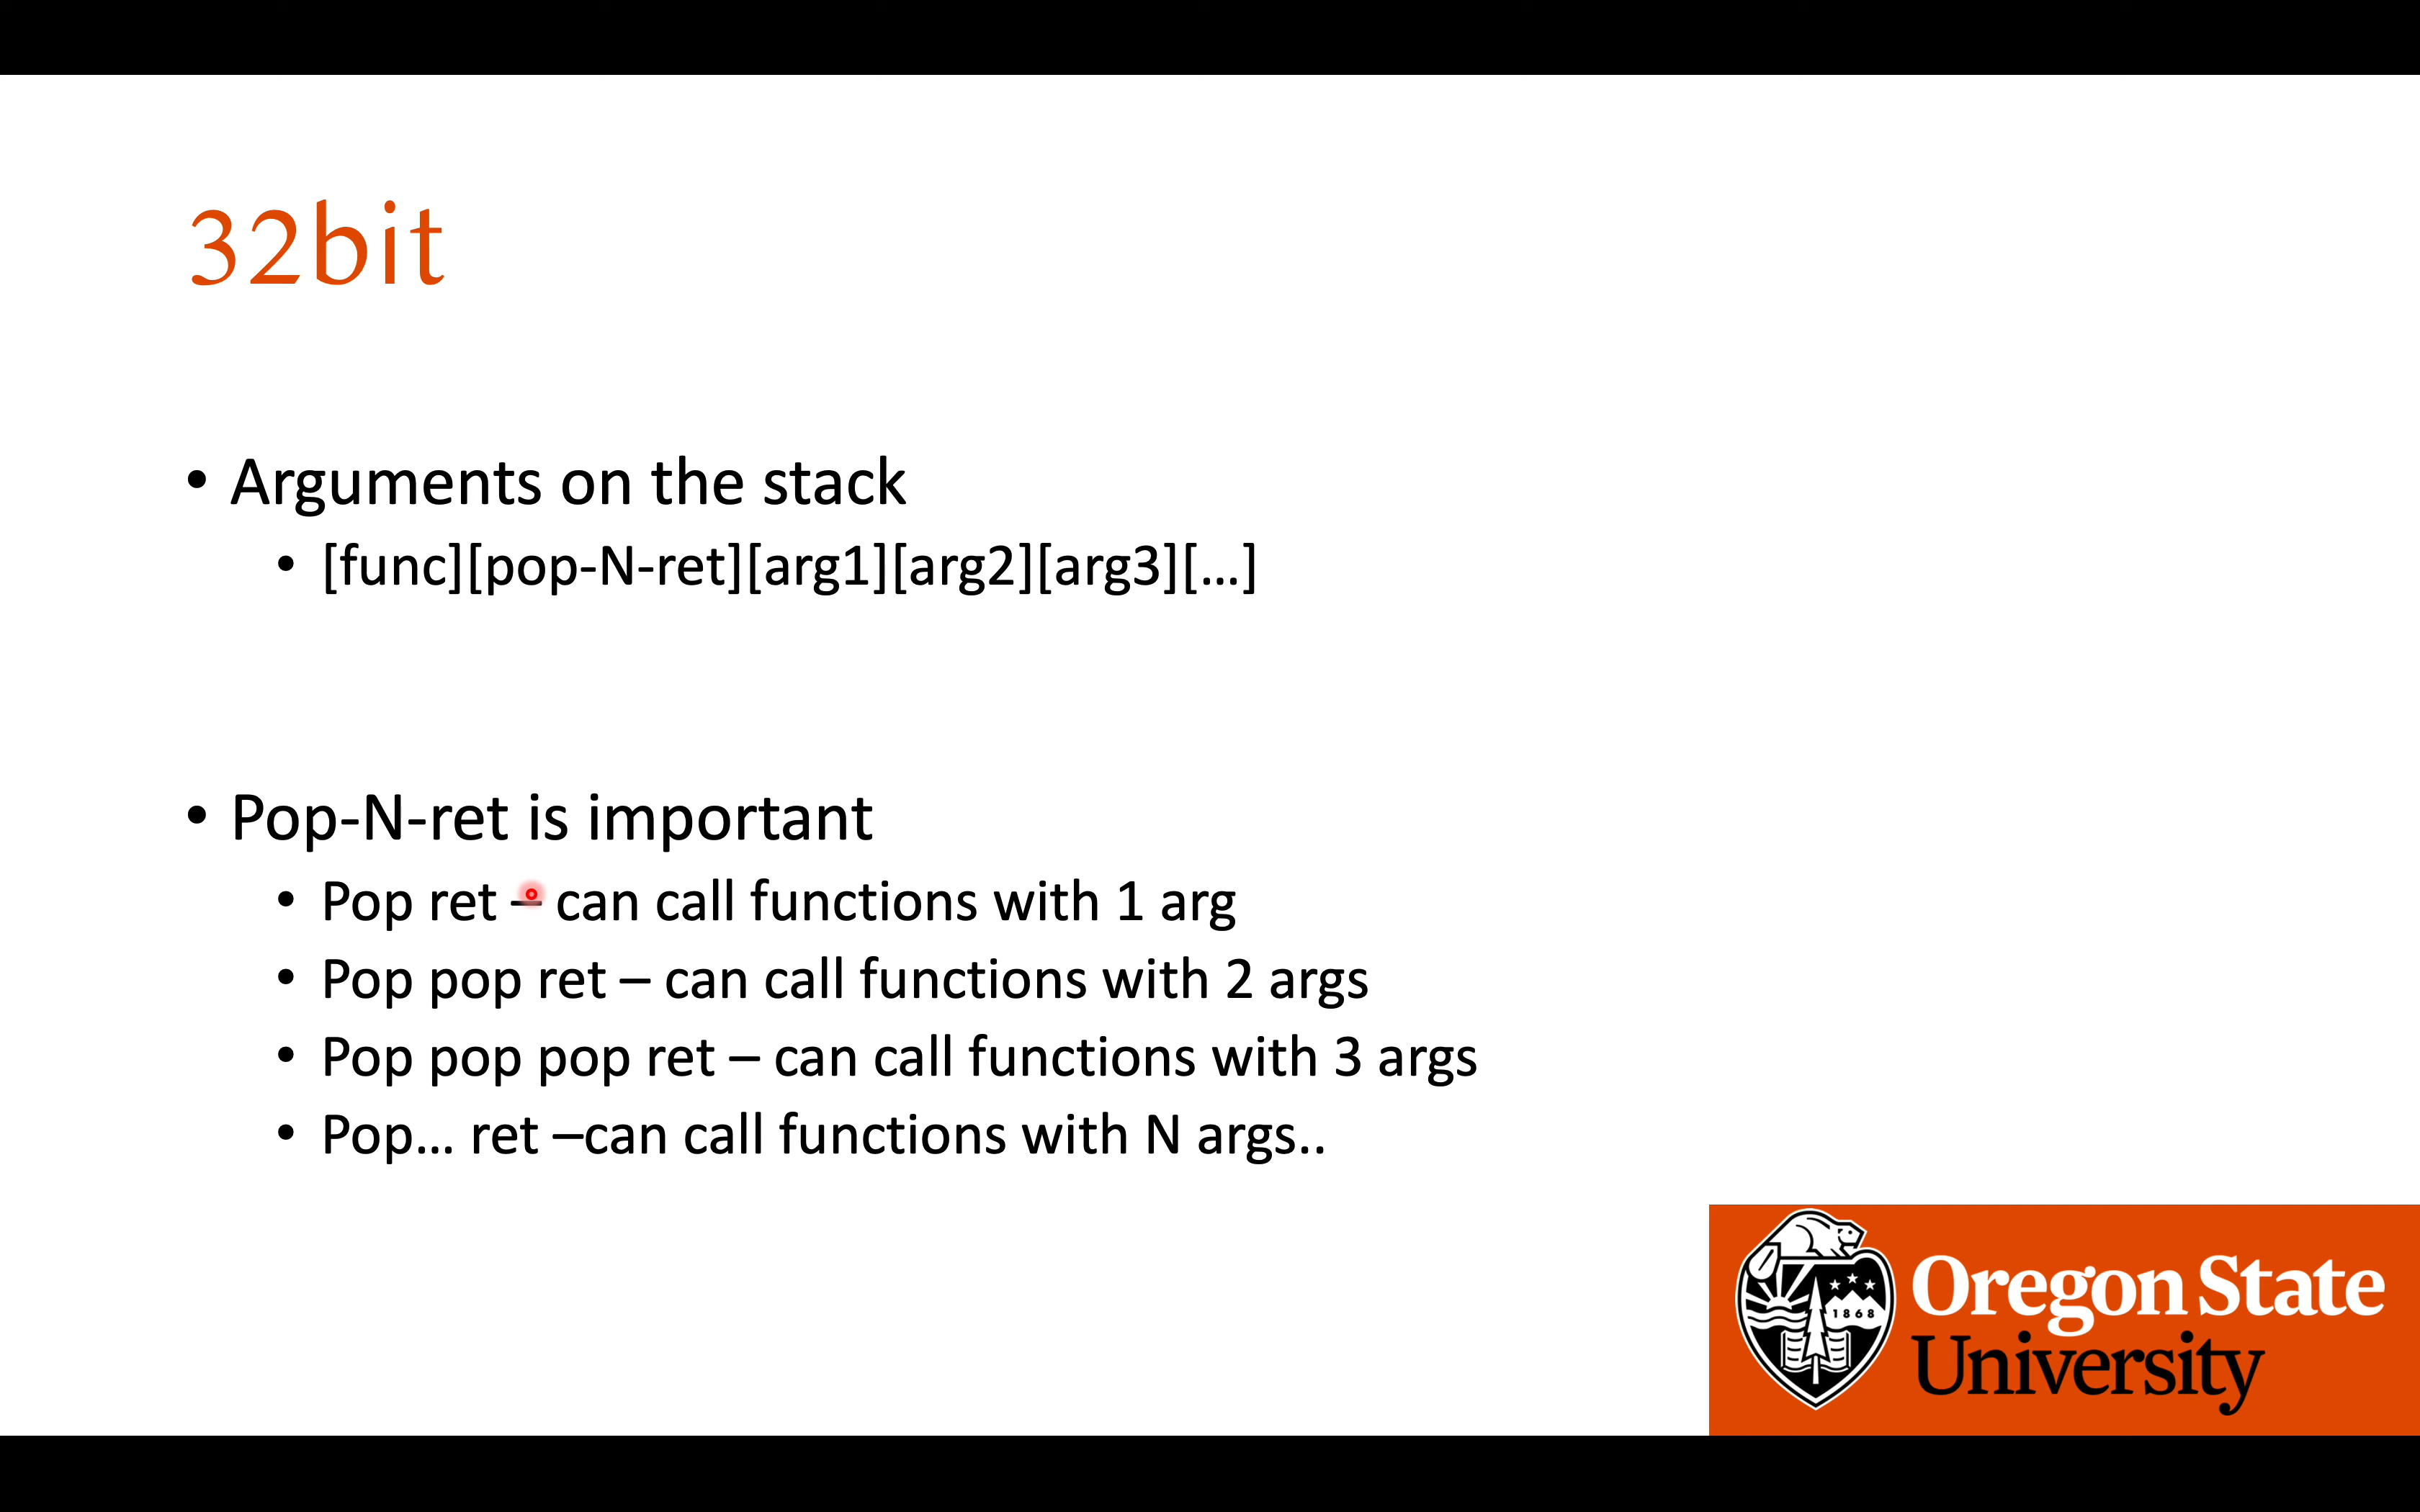 32bit
• Arguments on the stack
• [func][pop-N-ret][arg1][arg2][arg3][…]
• Pop-N-ret is important
• Pop ret – can call functions with 1 arg
• Pop pop ret – can call functions with 2 args
• Pop pop pop ret – can call functions with 3 args
• Pop… ret –can call functions with N args..
1868
Oregon State
University